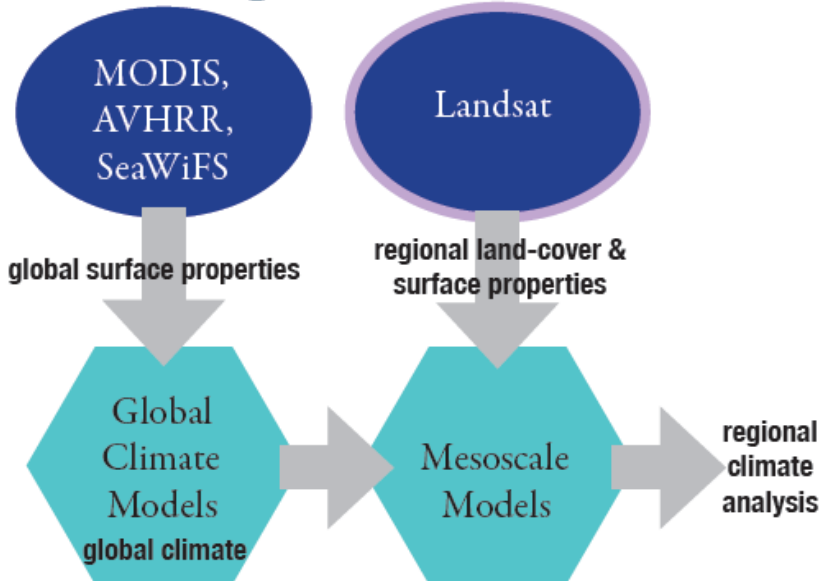 MODIS,
AVHRR,
SeaWiFS
Landsat
global surface properties
regional land-cover &
surface properties
Global
Climate
Models
global climate
Mesoscale
Models
regional
climate
analysis